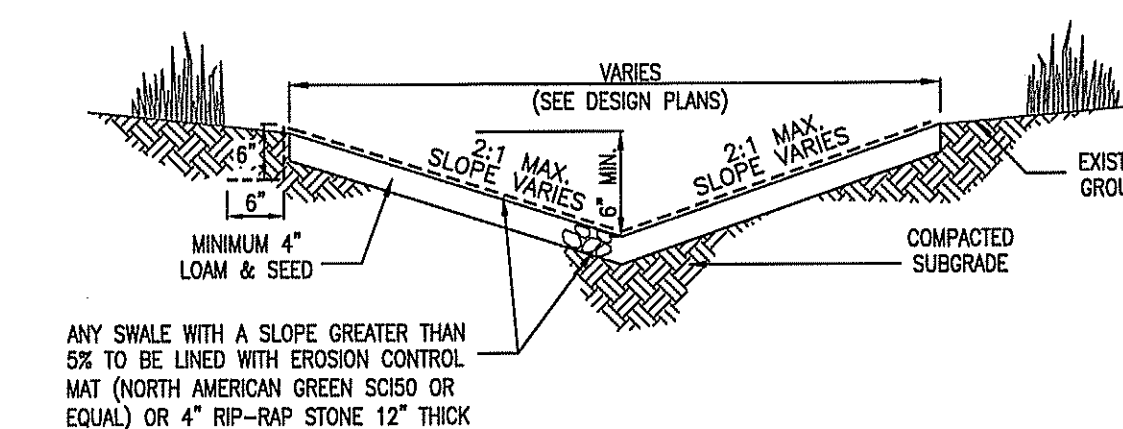 VARIES
(SEE DESIGN PLANS)
2:1 MAX.
SLOPE VARIES
6" MIN.
2:1 MAX.
SLOPE VARIES
6"
6"
MINIMUM 4"
LOAM & SEED
COMPACTED
SUBGRADE
ANY SWALE WITH A SLOPE GREATER THAN
5% TO BE LINED WITH EROSION CONTROL
MAT (NORTH AMERICAN GREEN SC150 OR
EQUAL) OR 4" RIP-RAP STONE 12" THICK
EXIST
GROU